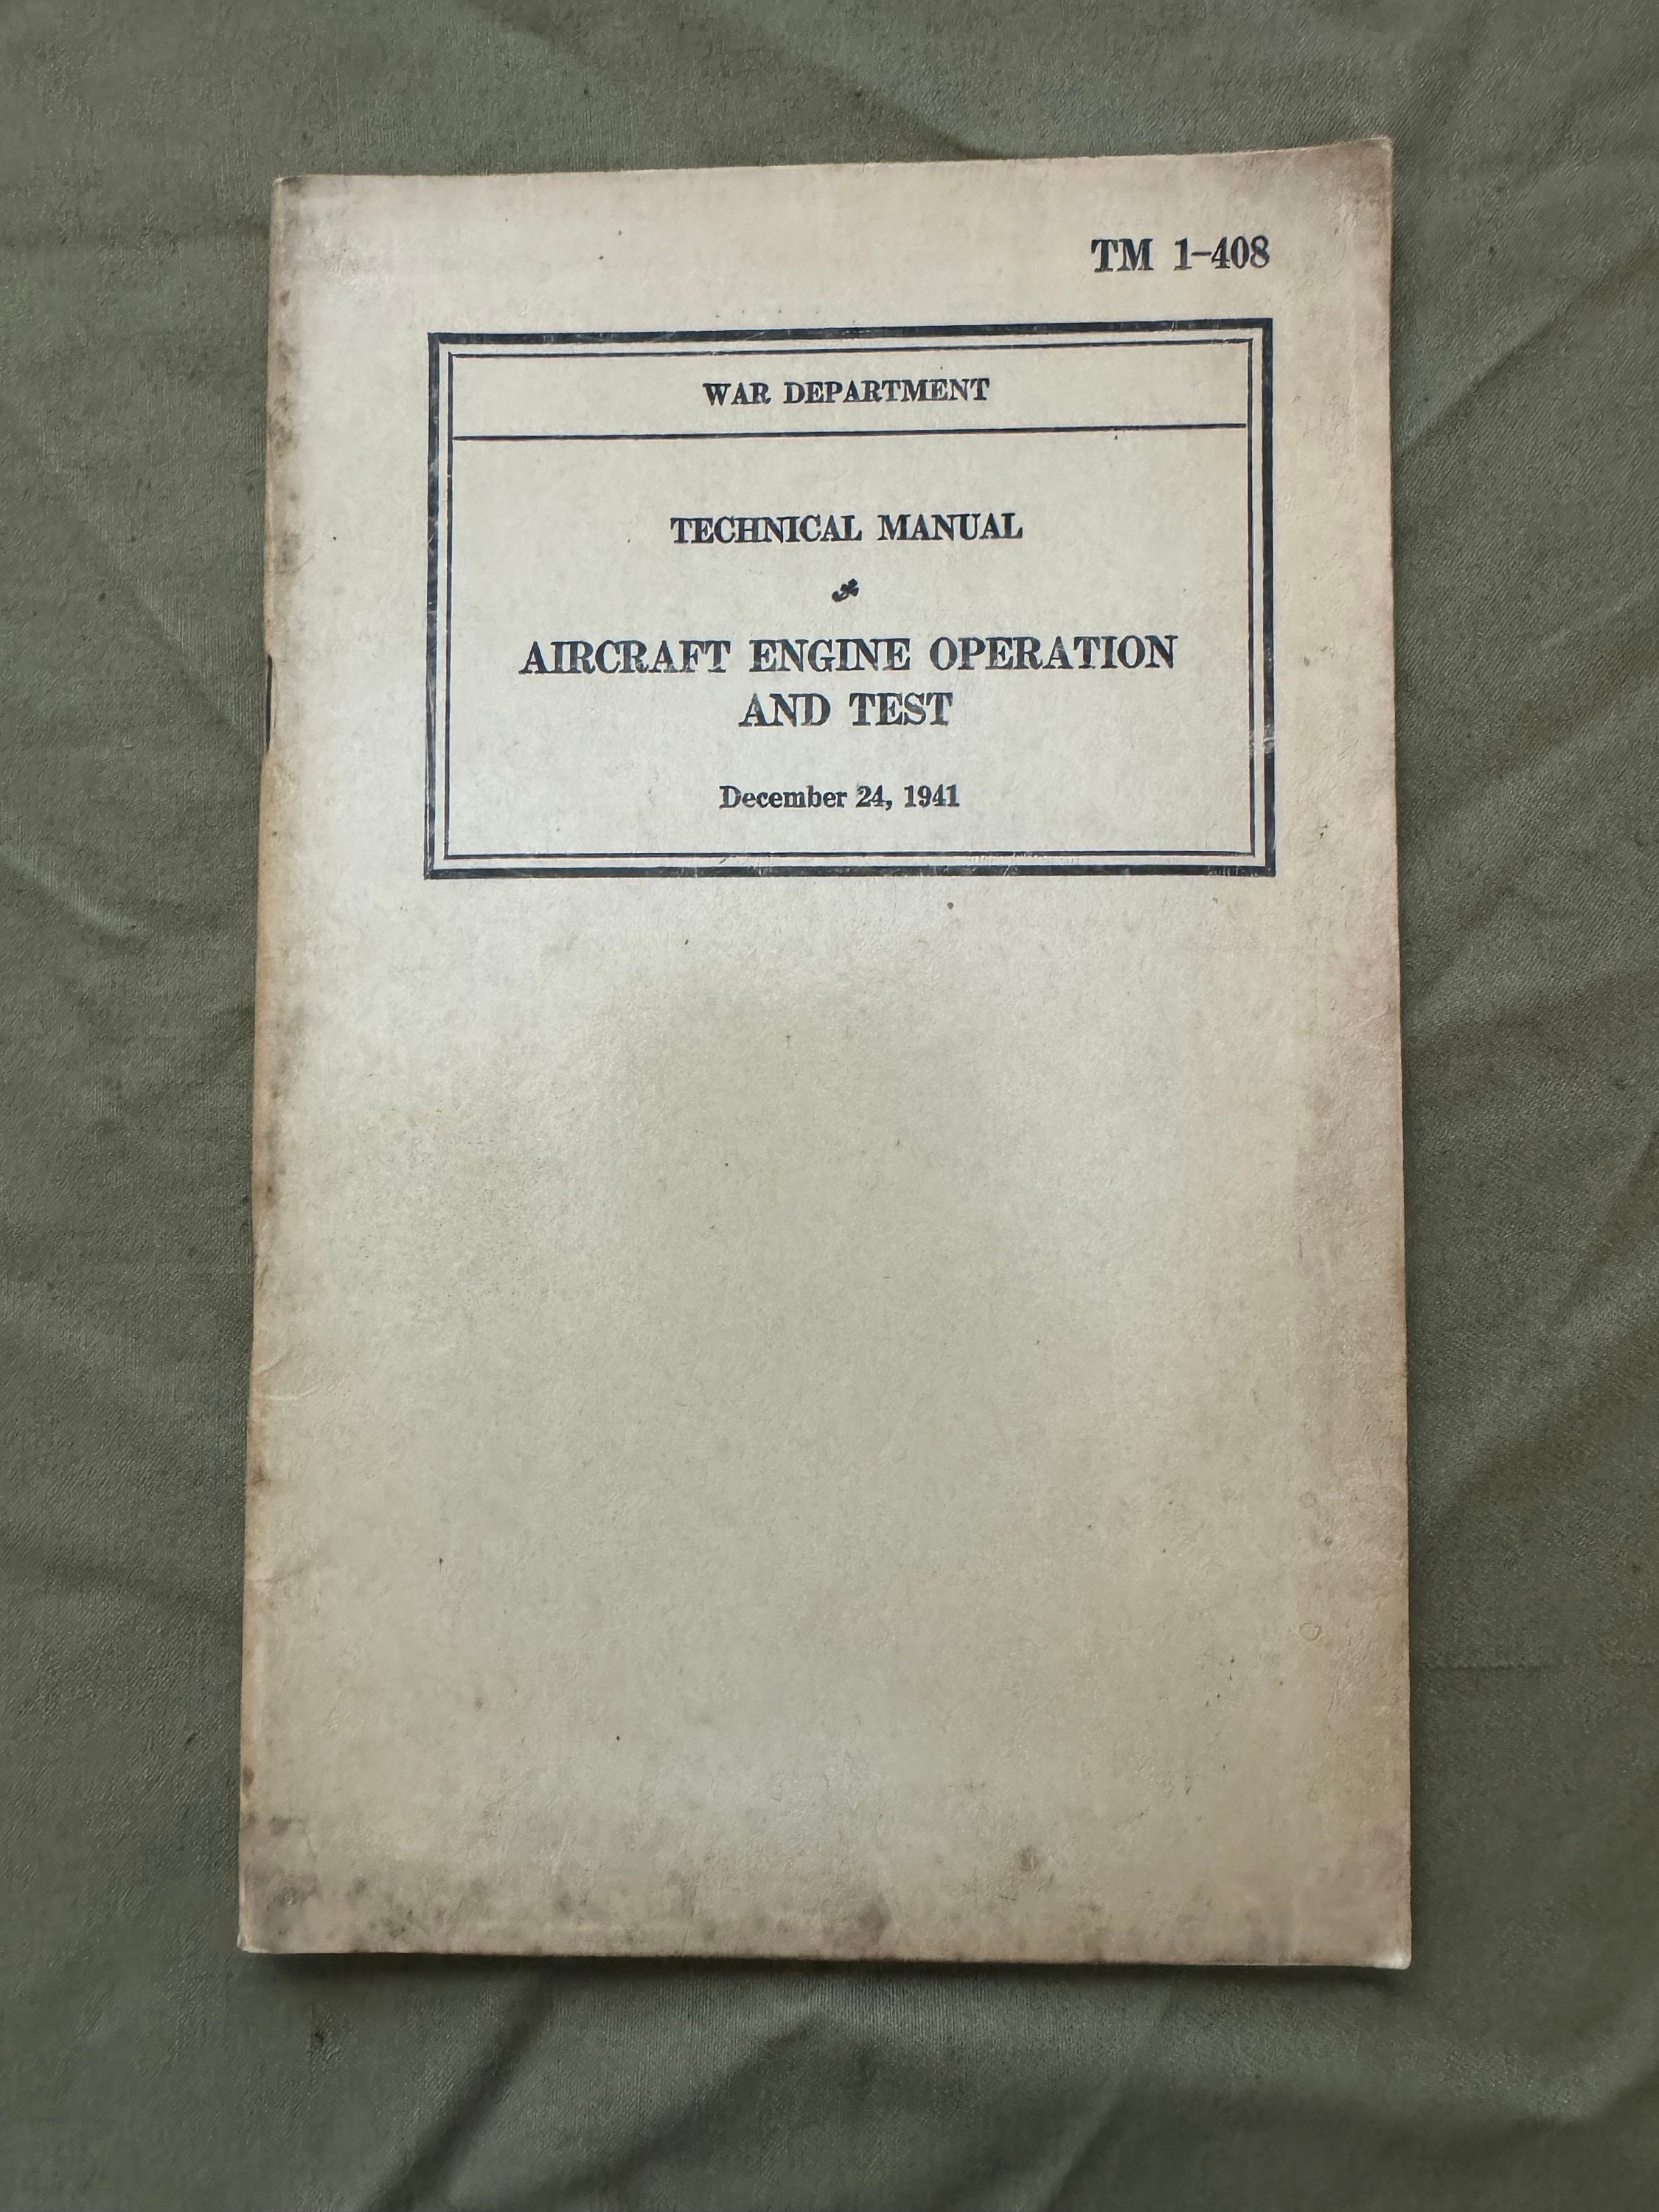 TM 1-408
WAR DEPARTMENT
TECHNICAL MANUAL
AIRCRAFT ENGINE OPERATION
AND TEST
December 24, 1941